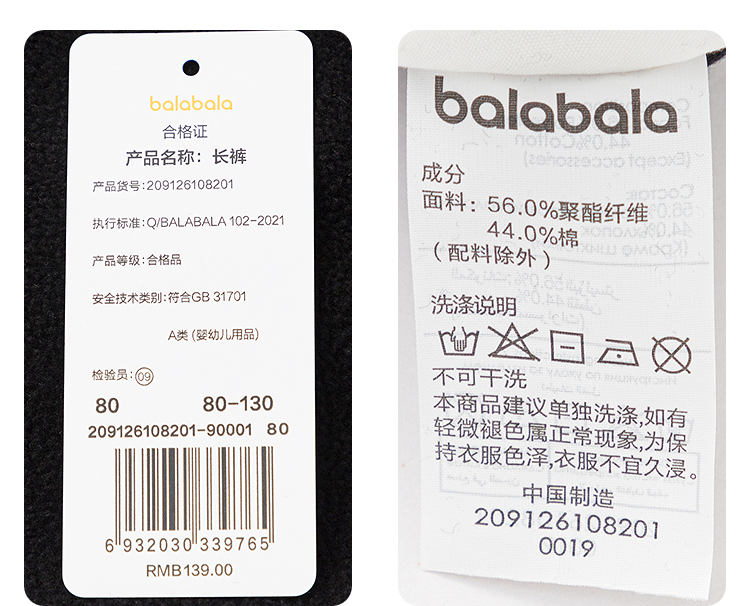 balabala
合格证
产品名称：长裤
产品货号:209126108201
执行标准:Q/BALABALA 102-2021
产品等级:合格品
安全技术类别:符合GB 31701
A类 (婴幼儿用品)
检验员:09
80 80-130
209126108201-90001 80
6 932030 339765
RMB139.00
balabala
成分
面料: 56.0%聚酯纤维
44.0%棉
(配料除外)
洗涤说明
不可干洗
本商品建议单独洗涤,如有
轻微褪色属正常现象,为保
持衣服色泽,衣服不宜久浸。
中国制造
209126108201
0019